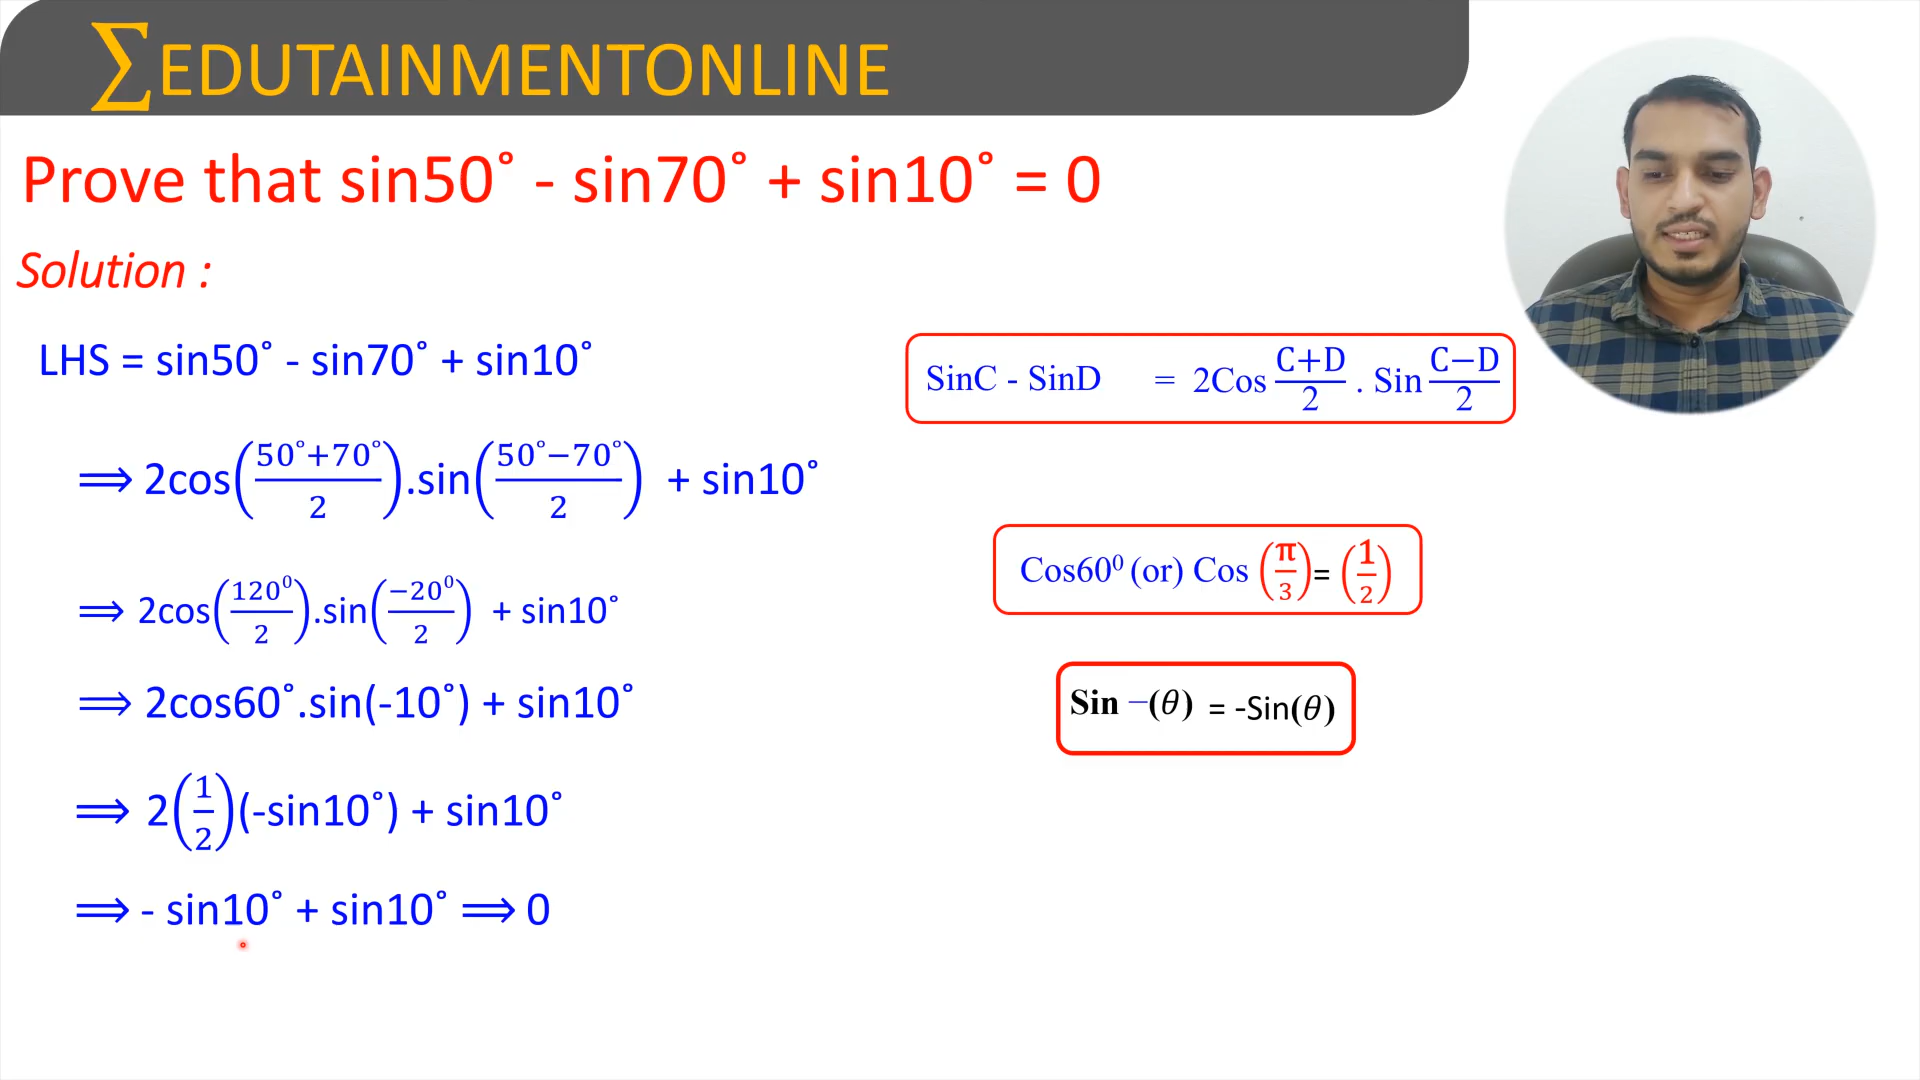 ∑EDUTAINMENTONLINE
Prove that sin50˚ - sin70˚ + sin10˚ = 0
Solution :
LHS = sin50˚ - sin70˚ + sin10˚
SinC - SinD = 2Cos (C+D)/2 . Sin (C−D)/2
⟹ 2cos((50˚+70˚)/2).sin((50˚−70˚)/2) + sin10˚
Cos60⁰ (or) Cos (π/3) = (1/2)
⟹ 2cos(120⁰/2).sin(−20⁰/2) + sin10˚
⟹ 2cos60˚.sin(-10˚) + sin10˚
Sin −(θ) = -Sin(θ)
⟹ 2(1/2)(-sin10˚) + sin10˚
⟹ - sin10˚ + sin10˚ ⟹ 0